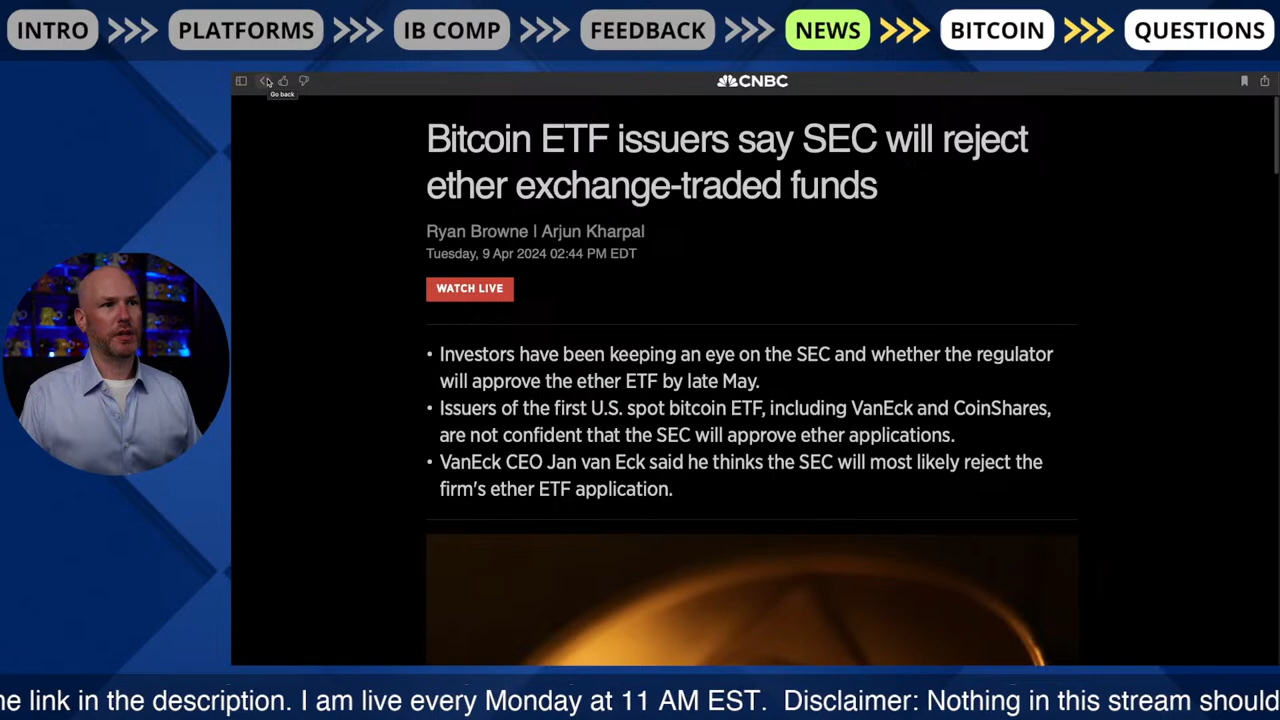 INTRO >>> PLATFORMS >>> IB COMP >>> FEEDBACK >>> NEWS >>> BITCOIN >>> QUESTIONS
CNBC
Go back
Bitcoin ETF issuers say SEC will reject
ether exchange-traded funds
Ryan Browne | Arjun Kharpal
Tuesday, 9 Apr 2024 02:44 PM EDT
WATCH LIVE
• Investors have been keeping an eye on the SEC and whether the regulator
will approve the ether ETF by late May.
• Issuers of the first U.S. spot bitcoin ETF, including VanEck and CoinShares,
are not confident that the SEC will approve ether applications.
• VanEck CEO Jan van Eck said he thinks the SEC will most likely reject the
firm's ether ETF application.
he link in the description. I am live every Monday at 11 AM EST. Disclaimer: Nothing in this stream should